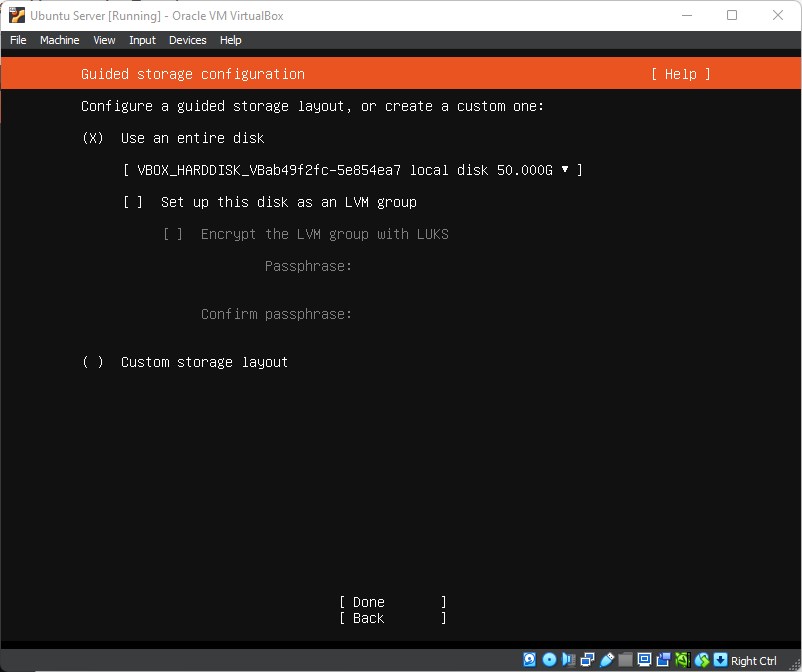 Ubuntu Server [Running] - Oracle VM VirtualBox
File Machine View Input Devices Help
Guided storage configuration [ Help ]
Configure a guided storage layout, or create a custom one:
(X) Use an entire disk
[ VBOX_HARDDISK_VBab49f2fc-5e854ea7 local disk 50.000G ▾ ]
[ ] Set up this disk as an LVM group
[ ] Encrypt the LVM group with LUKS
Passphrase:
Confirm passphrase:
( ) Custom storage layout
[ Done ]
[ Back ]
Right Ctrl